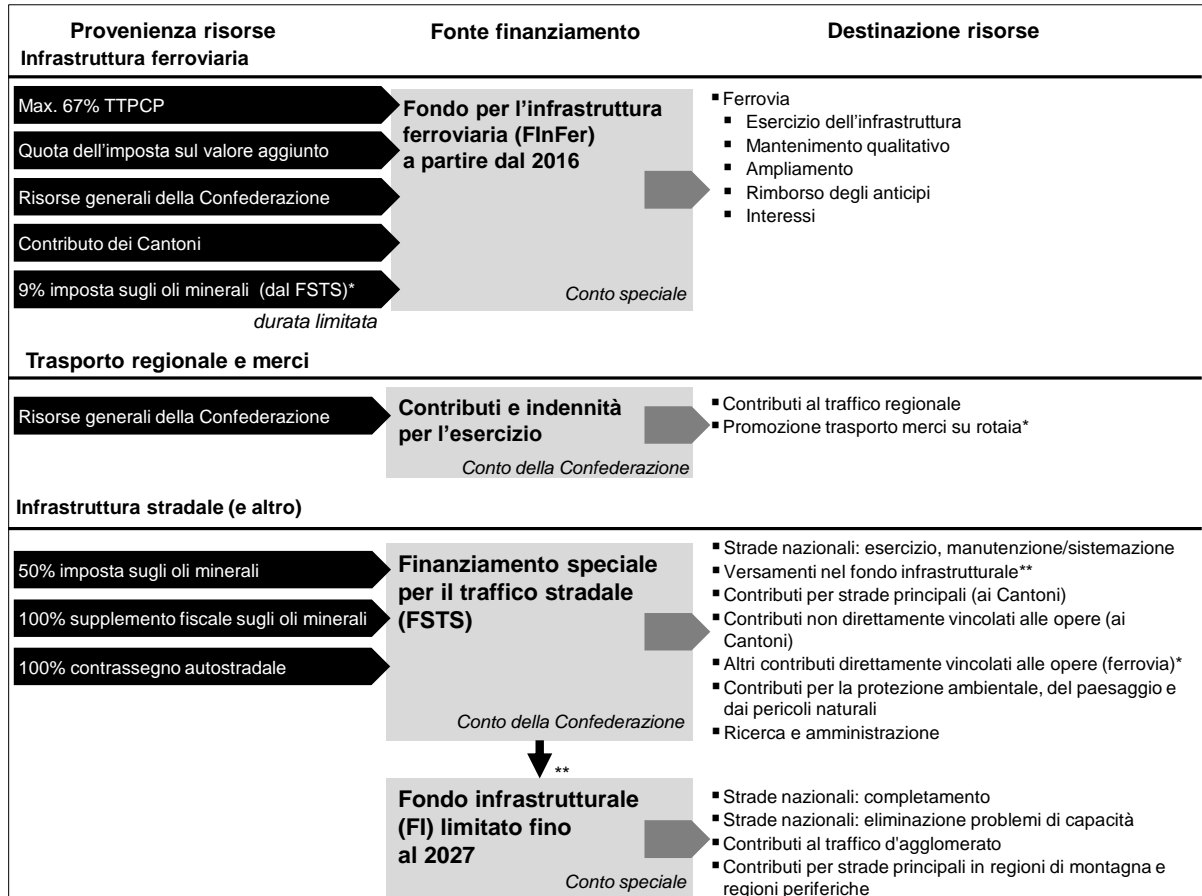 Provenienza risorse
Fonte finanziamento
Destinazione risorse
Infrastruttura ferroviaria
Max. 67% TTPCP
Quota dell'imposta sul valore aggiunto
Risorse generali della Confederazione
Contributo dei Cantoni
9% imposta sugli oli minerali (dal FSTS)*
durata limitata
Fondo per l'infrastruttura
ferroviaria (FInFer)
a partire dal 2016
Conto speciale
▪ Ferrovia
▪ Esercizio dell'infrastruttura
▪ Mantenimento qualitativo
▪ Ampliamento
▪ Rimborso degli anticipi
▪ Interessi
Trasporto regionale e merci
Risorse generali della Confederazione
Contributi e indennità
per l'esercizio
Conto della Confederazione
▪ Contributi al traffico regionale
▪ Promozione trasporto merci su rotaia*
Infrastruttura stradale (e altro)
50% imposta sugli oli minerali
100% supplemento fiscale sugli oli minerali
100% contrassegno autostradale
Finanziamento speciale
per il traffico stradale
(FSTS)
Conto della Confederazione
▪ Strade nazionali: esercizio, manutenzione/sistemazione
▪ Versamenti nel fondo infrastrutturale**
▪ Contributi per strade principali (ai Cantoni)
▪ Contributi non direttamente vincolati alle opere (ai
Cantoni)
▪ Altri contributi direttamente vincolati alle opere (ferrovia)*
▪ Contributi per la protezione ambientale, del paesaggio e
dai pericoli naturali
▪ Ricerca e amministrazione
**
Fondo infrastrutturale
(FI) limitato fino
al 2027
Conto speciale
▪ Strade nazionali: completamento
▪ Strade nazionali: eliminazione problemi di capacità
▪ Contributi al traffico d'agglomerato
▪ Contributi per strade principali in regioni di montagna e
regioni periferiche